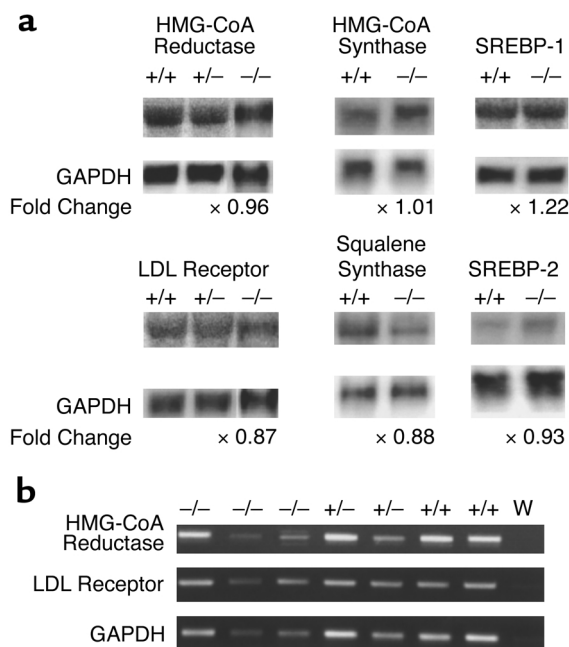 a
HMG-CoA
Reductase
HMG-CoA
Synthase
SREBP-1
+/+ +/– –/–
+/+ –/–
+/+ –/–
GAPDH
Fold Change × 0.96 × 1.01 × 1.22
LDL Receptor
Squalene
Synthase
SREBP-2
+/+ +/– –/–
+/+ –/–
+/+ –/–
GAPDH
Fold Change × 0.87 × 0.88 × 0.93
b
–/– –/– –/– +/– +/– +/+ +/+ W
HMG-CoA
Reductase
LDL Receptor
GAPDH